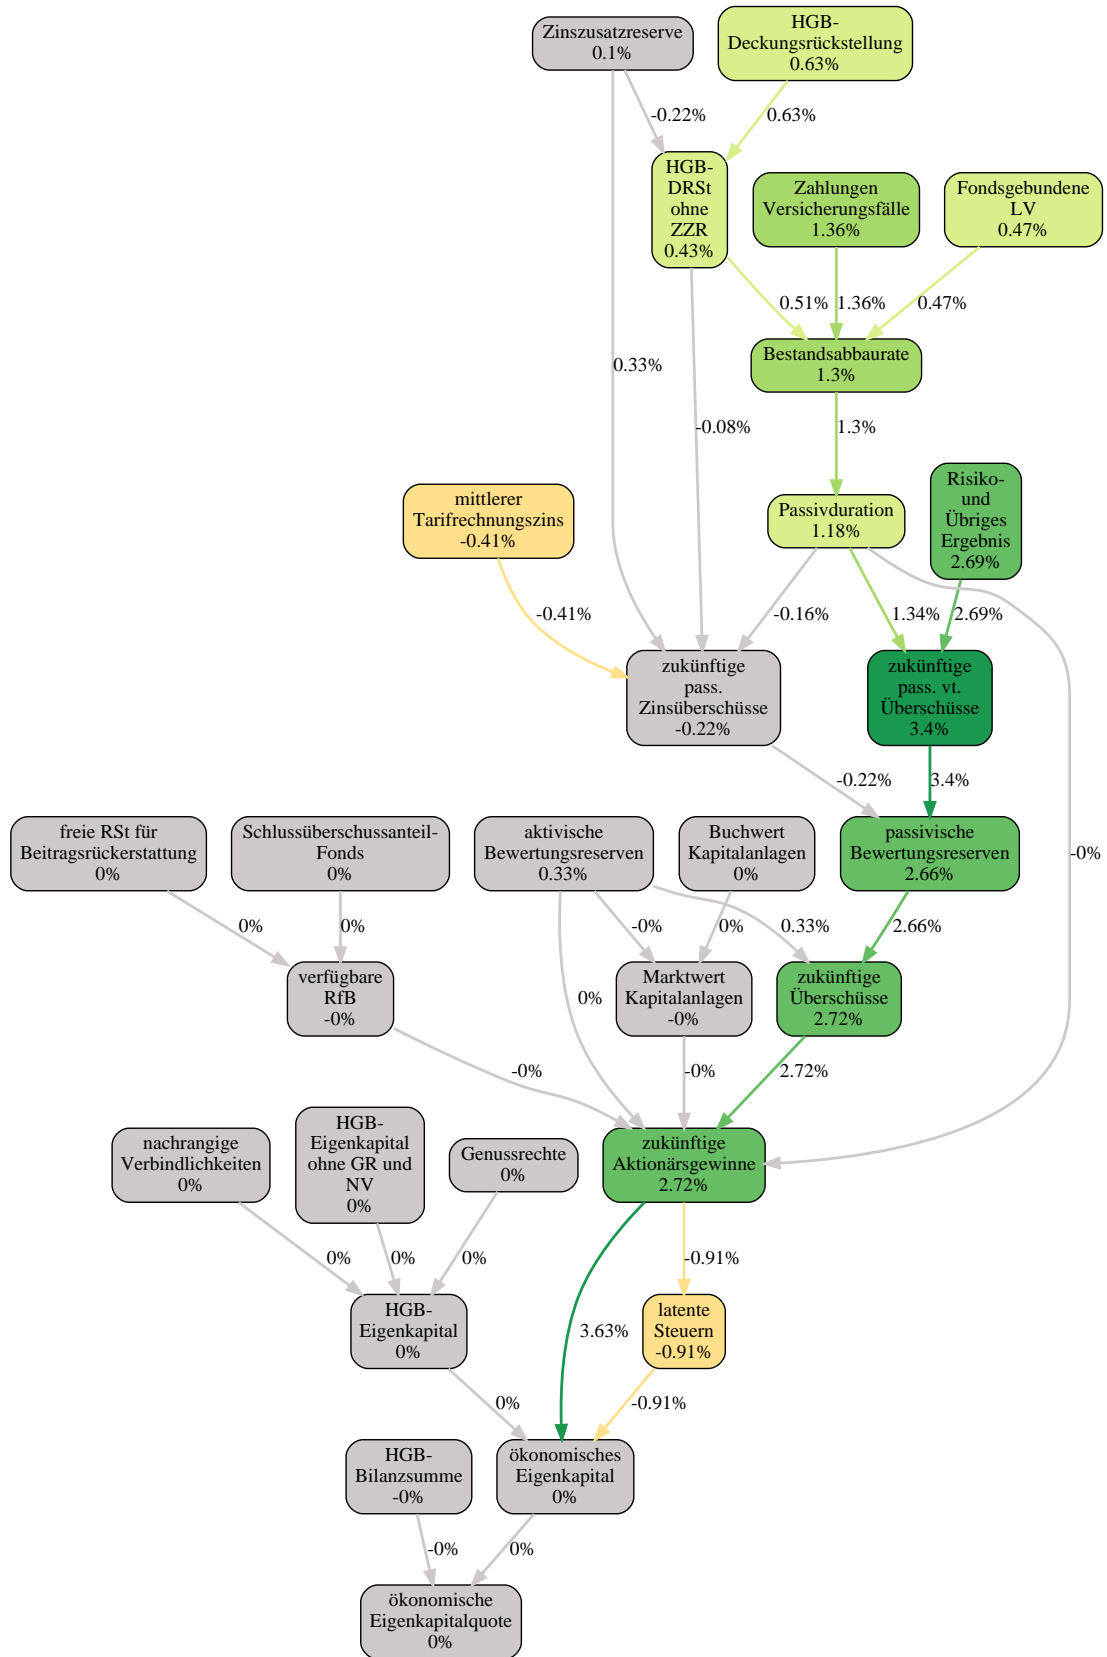 Zinszusatzreserve
0.1%
HGB-
Deckungsrückstellung
0.63%
-0.22%
0.63%
HGB-
DRSt
ohne
ZZR
0.43%
Zahlungen
Versicherungsfälle
1.36%
Fondsgebundene
LV
0.47%
0.51%
1.36%
0.47%
Bestandsabbaurate
1.3%
0.33%
-0.08%
1.3%
mittlerer
Tarifrechnungszins
-0.41%
Passivduration
1.18%
Risiko-
und
Übriges
Ergebnis
2.69%
-0.41%
-0.16%
1.34%
2.69%
zukünftige
pass.
Zinsüberschüsse
-0.22%
zukünftige
pass. vt.
Überschüsse
3.4%
-0.22%
3.4%
freie RSt für
Beitragsrückerstattung
0%
Schlussüberschussanteil-
Fonds
0%
aktivische
Bewertungsreserven
0.33%
Buchwert
Kapitalanlagen
0%
passivische
Bewertungsreserven
2.66%
-0%
0%
0%
-0%
0%
0.33%
2.66%
verfügbare
RfB
-0%
0%
Marktwert
Kapitalanlagen
-0%
zukünftige
Überschüsse
2.72%
-0%
-0%
2.72%
nachrangige
Verbindlichkeiten
0%
HGB-
Eigenkapital
ohne GR und
NV
0%
Genussrechte
0%
zukünftige
Aktionärsgewinne
2.72%
0%
0%
0%
-0.91%
HGB-
Eigenkapital
0%
3.63%
latente
Steuern
-0.91%
0%
-0.91%
HGB-
Bilanzsumme
-0%
ökonomisches
Eigenkapital
0%
-0%
0%
ökonomische
Eigenkapitalquote
0%